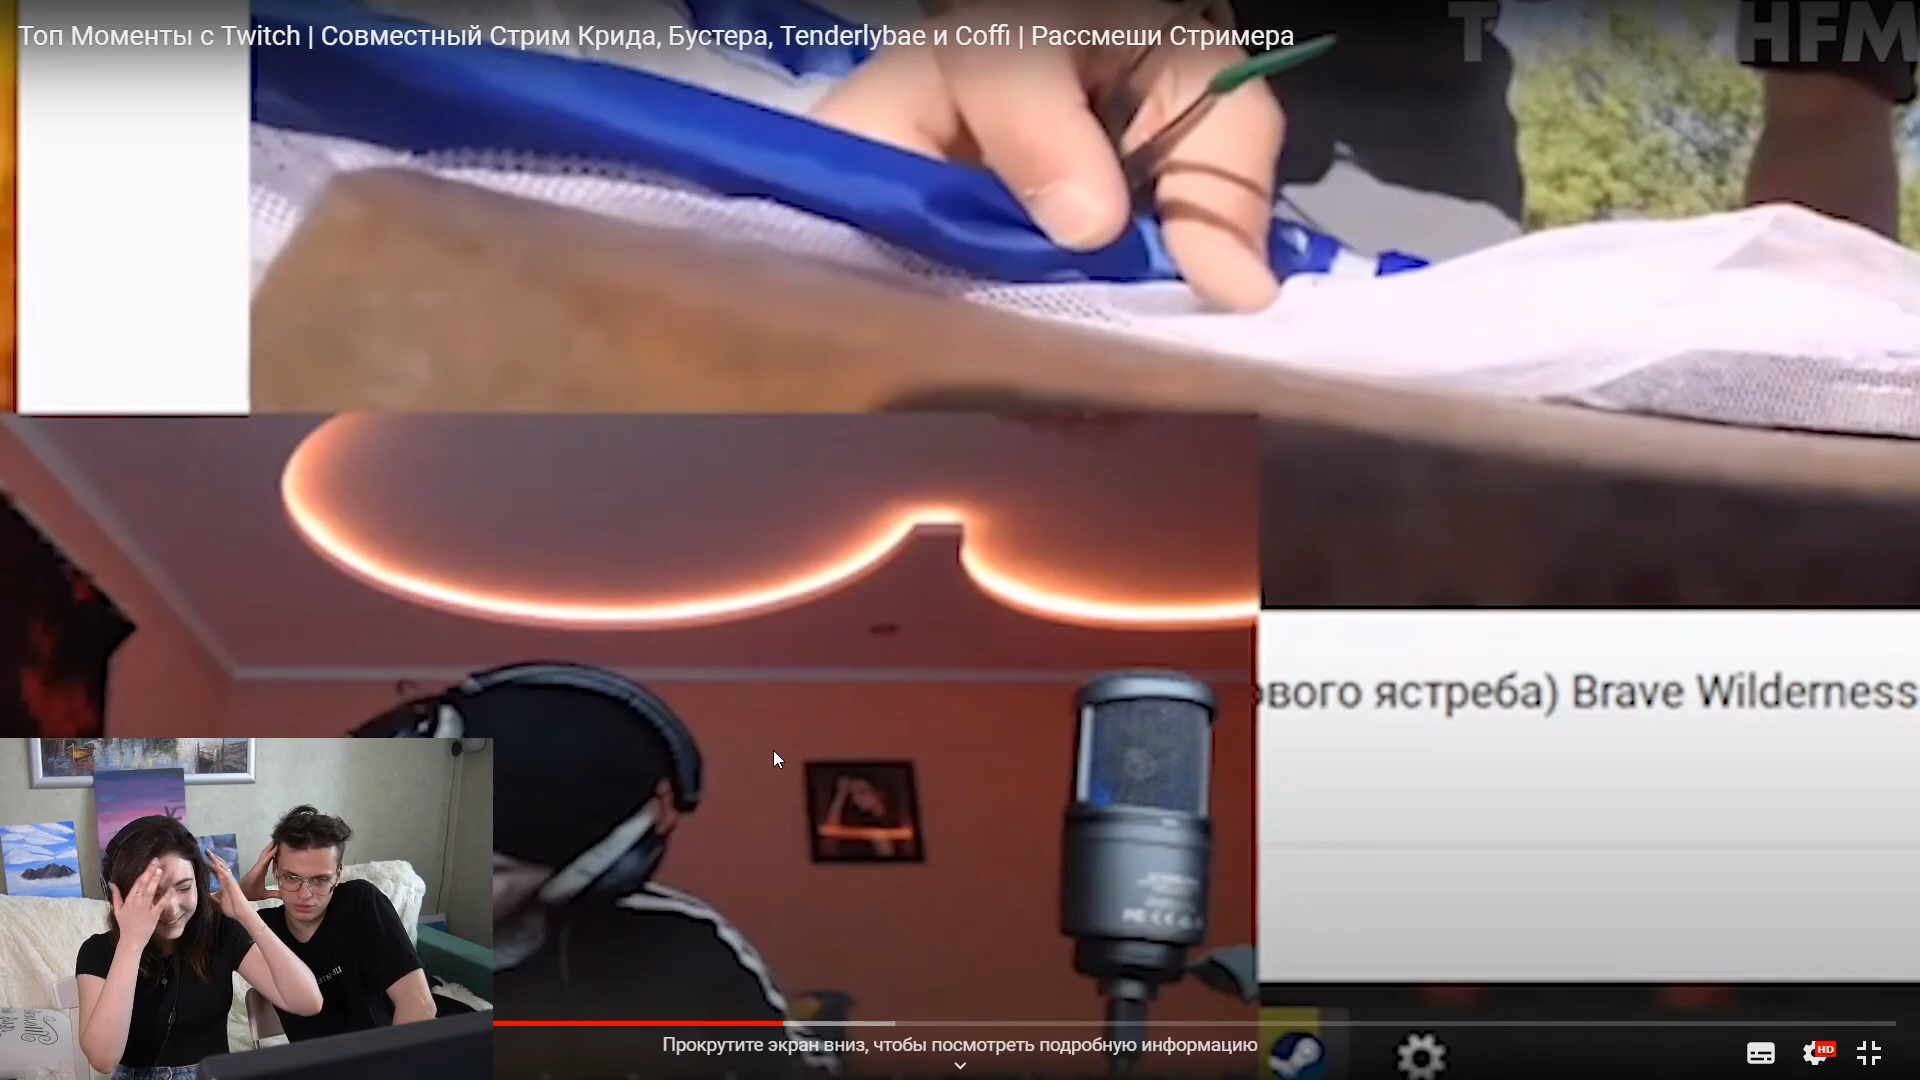 Топ Моменты с Twitch | Совместный Стрим Крида, Бустера, Tenderlybae и Coffi | Рассмеши Стримера
HFM
ового ястреба) Brave Wilderness
Прокрутите экран вниз, чтобы посмотреть подробную информацию
HD